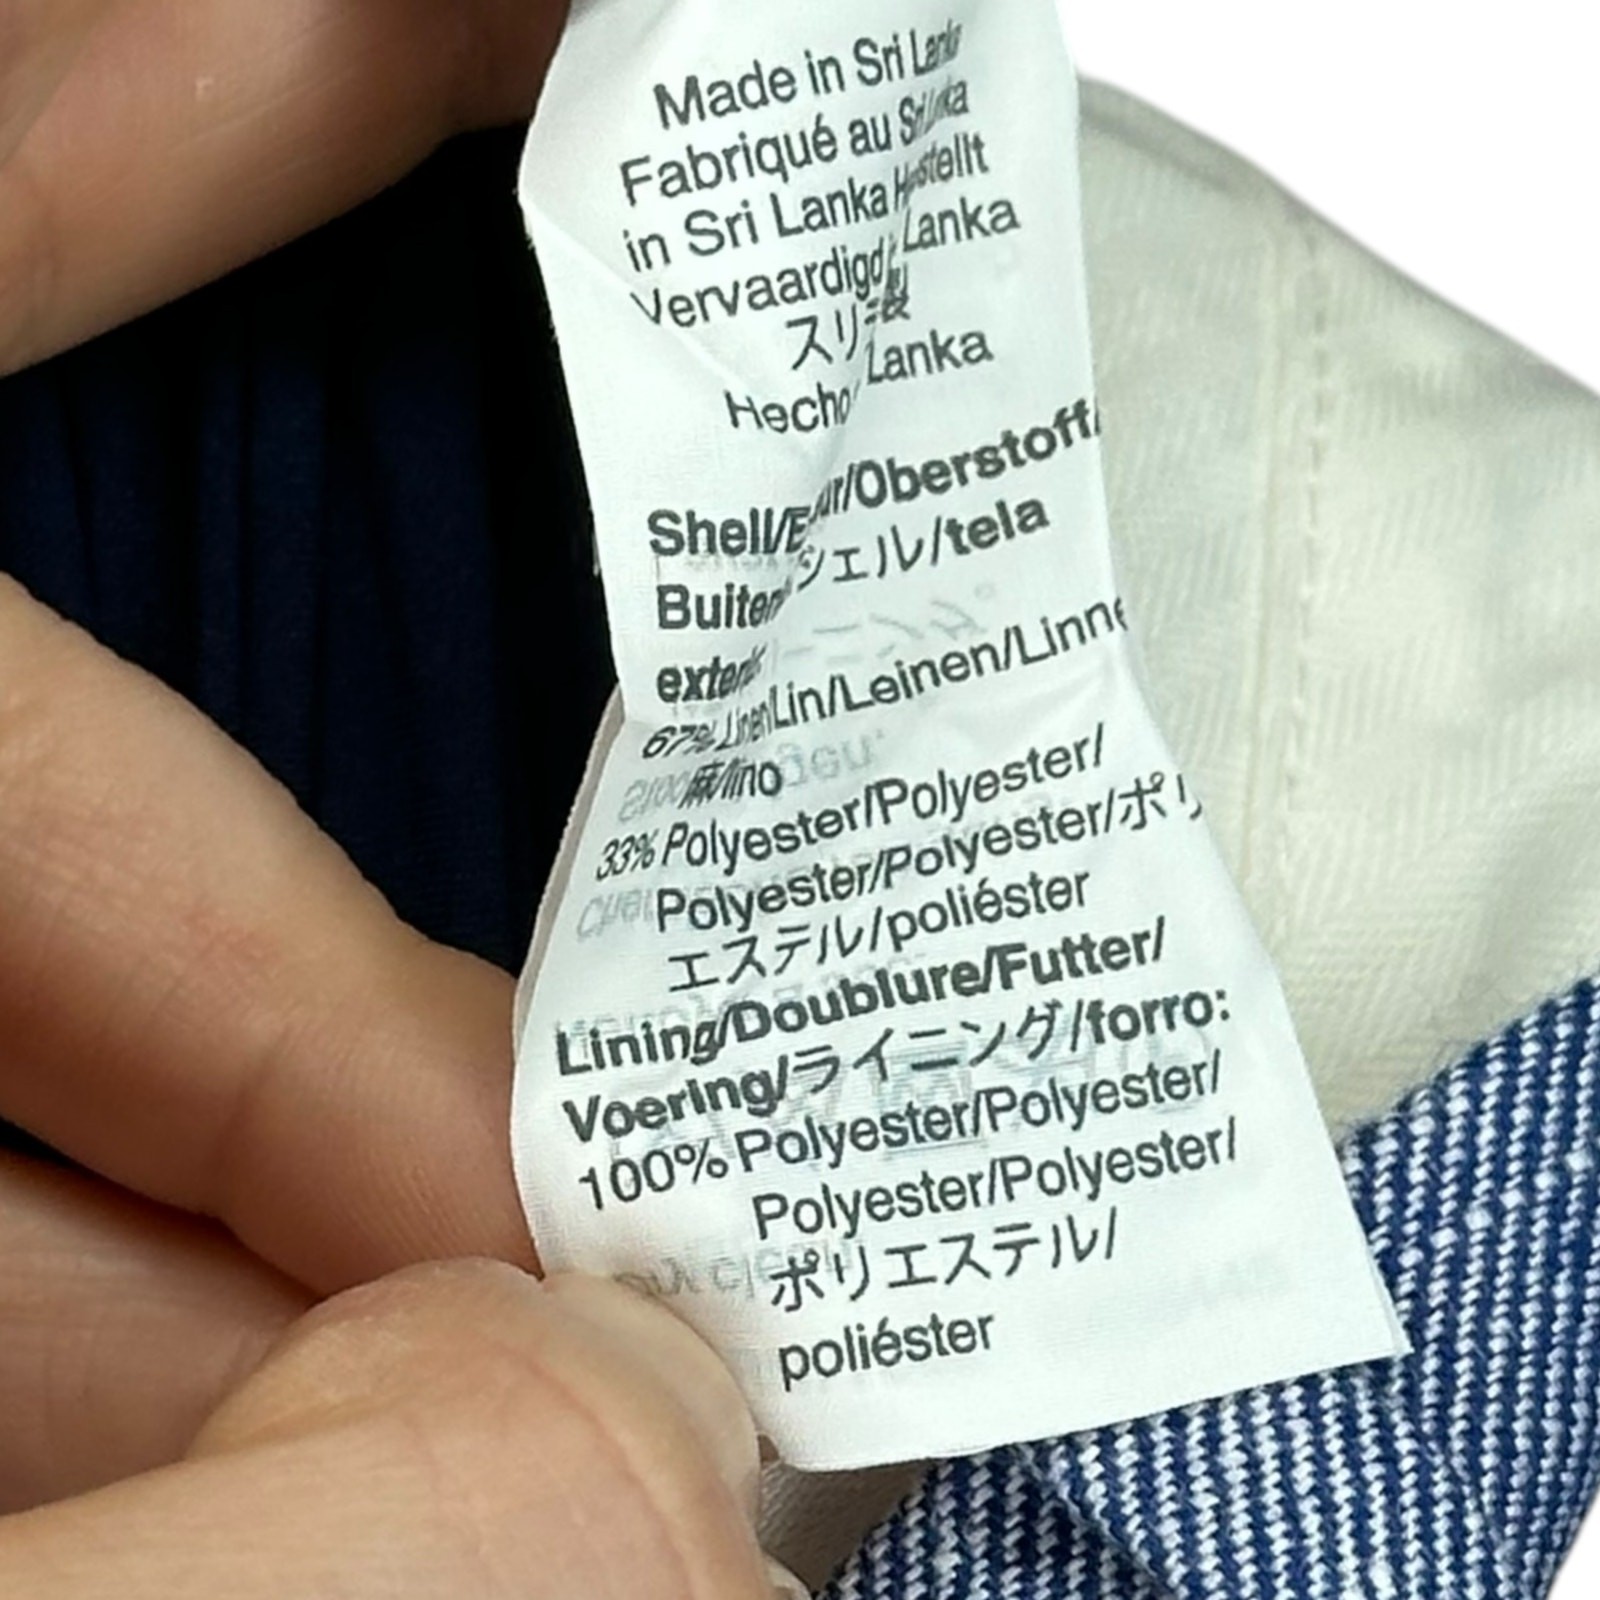 Made in Sri Lanka
Fabriqué au Sri Lanka
in Sri Lanka
Vervaardigd Lanka
スリ 製
Hecho Lanka
Shell/ /Oberstoff/
Buiten シェル/tela
67% Linen/Lin/Leinen/Linne
麻/lino
33% Polyester/Polyester/
Polyester/Polyester/ポリ
エステル/poliéster
Lining/Doublure/Futter/
Voering/ライニング/forro:
100% Polyester/Polyester/
Polyester/Polyester/
ポリエステル/
poliéster